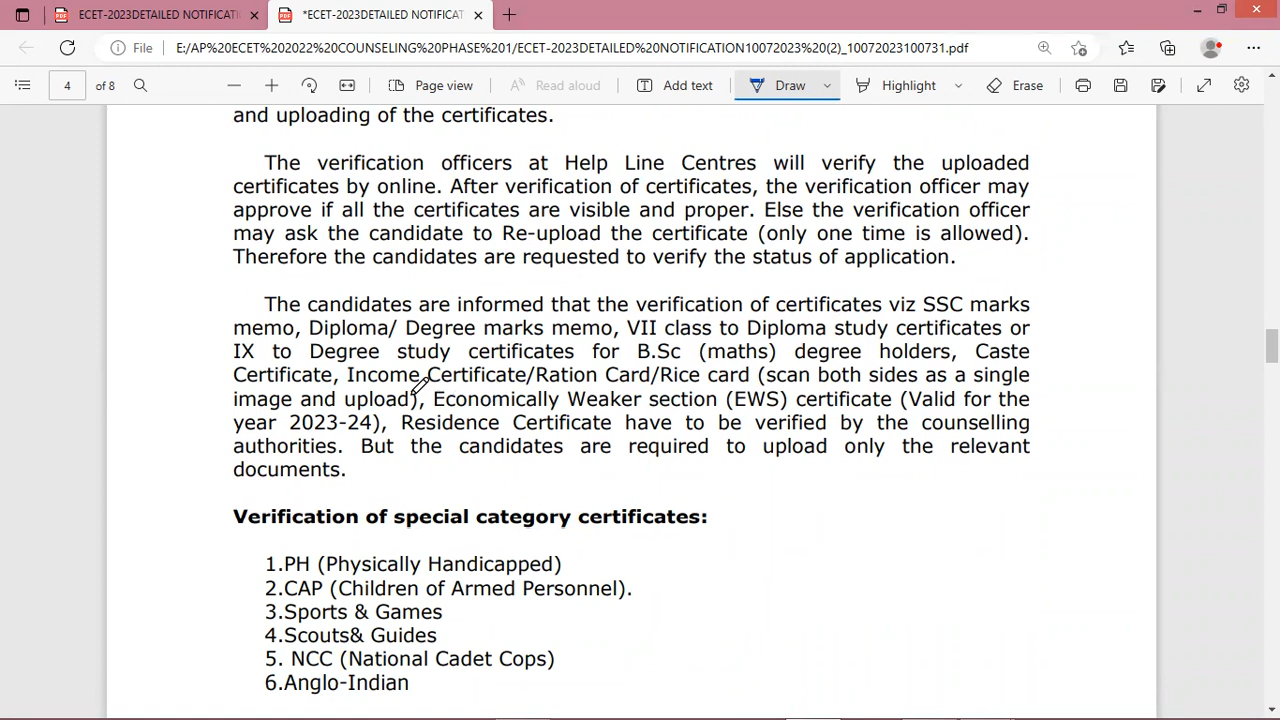 ECET-2023DETAILED NOTIFICATI
*ECET-2023DETAILED NOTIFICAT
File
E:/AP%20ECET%202022%20COUNSELING%20PHASE%201/ECET-2023DETAILED%20NOTIFICATION10072023%20(2)_10072023100731.pdf
4 of 8
Page view
Read aloud
Add text
Draw
Highlight
Erase
and uploading of the certificates.
The verification officers at Help Line Centres will verify the uploaded
certificates by online. After verification of certificates, the verification officer may
approve if all the certificates are visible and proper. Else the verification officer
may ask the candidate to Re-upload the certificate (only one time is allowed).
Therefore the candidates are requested to verify the status of application.
The candidates are informed that the verification of certificates viz SSC marks
memo, Diploma/ Degree marks memo, VII class to Diploma study certificates or
IX to Degree study certificates for B.Sc (maths) degree holders, Caste
Certificate, Income Certificate/Ration Card/Rice card (scan both sides as a single
image and upload), Economically Weaker section (EWS) certificate (Valid for the
year 2023-24), Residence Certificate have to be verified by the counselling
authorities. But the candidates are required to upload only the relevant
documents.
Verification of special category certificates:
1.PH (Physically Handicapped)
2.CAP (Children of Armed Personnel).
3.Sports & Games
4.Scouts& Guides
5. NCC (National Cadet Cops)
6.Anglo-Indian